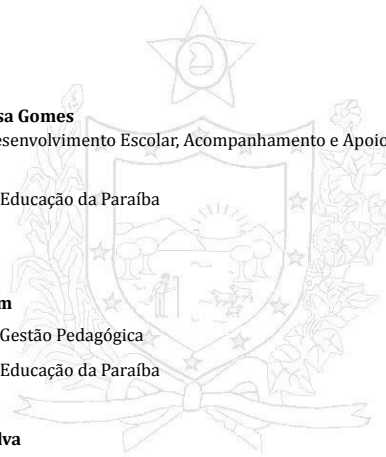 sa Gomes
esenvolvimento Escolar, Acompanhamento e Apoio
Educação da Paraíba
m
Gestão Pedagógica
Educação da Paraíba
lva